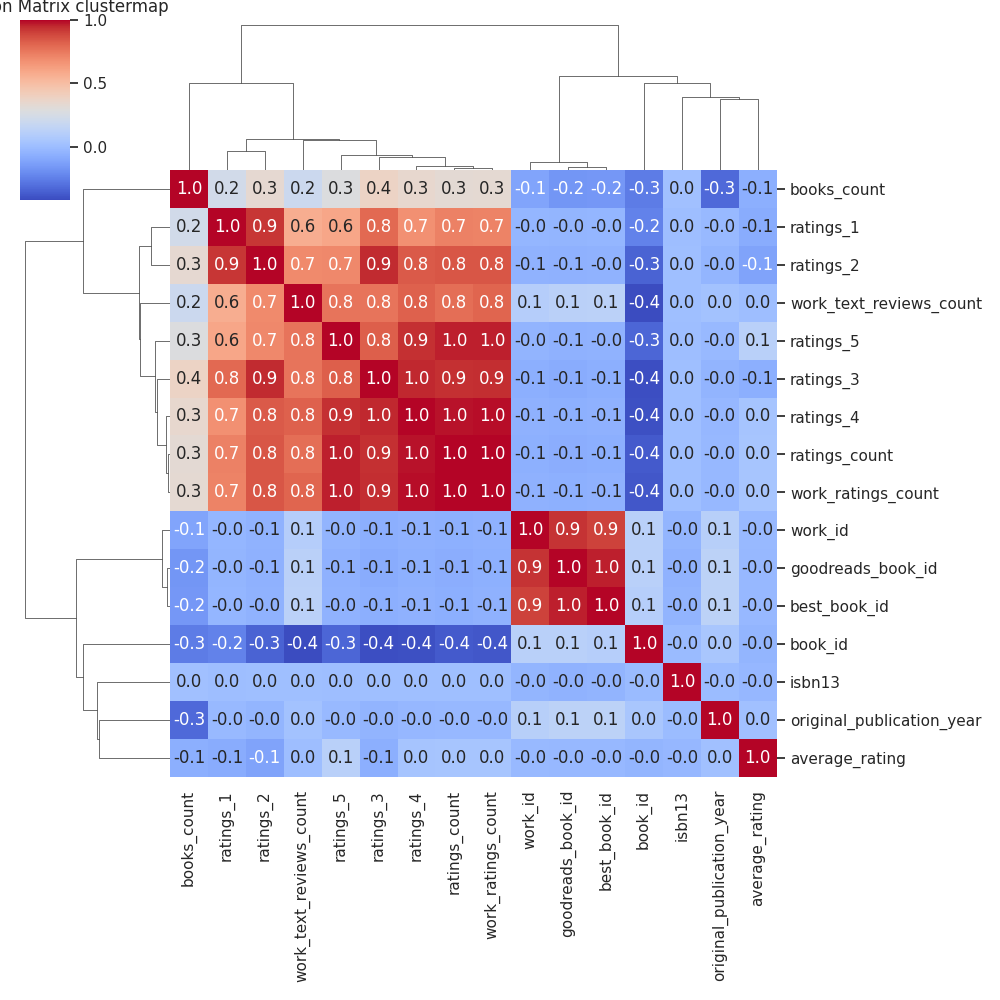 on Matrix clustermap
1.0
0.5
0.0
1.0 0.2 0.3 0.2 0.3 0.4 0.3 0.3 0.3 -0.1 -0.2 -0.2 -0.3 0.0 -0.3 -0.1 books_count
0.2 1.0 0.9 0.6 0.6 0.8 0.7 0.7 0.7 -0.0 -0.0 -0.0 -0.2 0.0 -0.0 -0.1 ratings_1
0.3 0.9 1.0 0.7 0.7 0.9 0.8 0.8 0.8 -0.1 -0.1 -0.0 -0.3 0.0 -0.0 -0.1 ratings_2
0.2 0.6 0.7 1.0 0.8 0.8 0.8 0.8 0.8 0.1 0.1 0.1 -0.4 0.0 0.0 0.0 work_text_reviews_count
0.3 0.6 0.7 0.8 1.0 0.8 0.9 1.0 1.0 -0.0 -0.1 -0.0 -0.3 0.0 -0.0 0.1 ratings_5
0.4 0.8 0.9 0.8 0.8 1.0 1.0 0.9 0.9 -0.1 -0.1 -0.1 -0.4 0.0 -0.0 -0.1 ratings_3
0.3 0.7 0.8 0.8 0.9 1.0 1.0 1.0 1.0 -0.1 -0.1 -0.1 -0.4 0.0 -0.0 0.0 ratings_4
0.3 0.7 0.8 0.8 1.0 0.9 1.0 1.0 1.0 -0.1 -0.1 -0.1 -0.4 0.0 -0.0 0.0 ratings_count
0.3 0.7 0.8 0.8 1.0 0.9 1.0 1.0 1.0 -0.1 -0.1 -0.1 -0.4 0.0 -0.0 0.0 work_ratings_count
-0.1 -0.0 -0.1 0.1 -0.0 -0.1 -0.1 -0.1 -0.1 1.0 0.9 0.9 0.1 -0.0 0.1 -0.0 work_id
-0.2 -0.0 -0.1 0.1 -0.1 -0.1 -0.1 -0.1 -0.1 0.9 1.0 1.0 0.1 -0.0 0.1 -0.0 goodreads_book_id
-0.2 -0.0 -0.0 0.1 -0.0 -0.1 -0.1 -0.1 -0.1 0.9 1.0 1.0 0.1 -0.0 0.1 -0.0 best_book_id
-0.3 -0.2 -0.3 -0.4 -0.3 -0.4 -0.4 -0.4 -0.4 0.1 0.1 0.1 1.0 -0.0 0.0 -0.0 book_id
0.0 0.0 0.0 0.0 0.0 0.0 0.0 0.0 0.0 -0.0 -0.0 -0.0 -0.0 1.0 -0.0 -0.0 isbn13
-0.3 -0.0 -0.0 0.0 -0.0 -0.0 -0.0 -0.0 -0.0 0.1 0.1 0.1 0.0 -0.0 1.0 0.0 original_publication_year
-0.1 -0.1 -0.1 0.0 0.1 -0.1 0.0 0.0 0.0 -0.0 -0.0 -0.0 -0.0 -0.0 0.0 1.0 average_rating
books_count
ratings_1
ratings_2
work_text_reviews_count
ratings_5
ratings_3
ratings_4
ratings_count
work_ratings_count
work_id
goodreads_book_id
best_book_id
book_id
isbn13
original_publication_year
average_rating